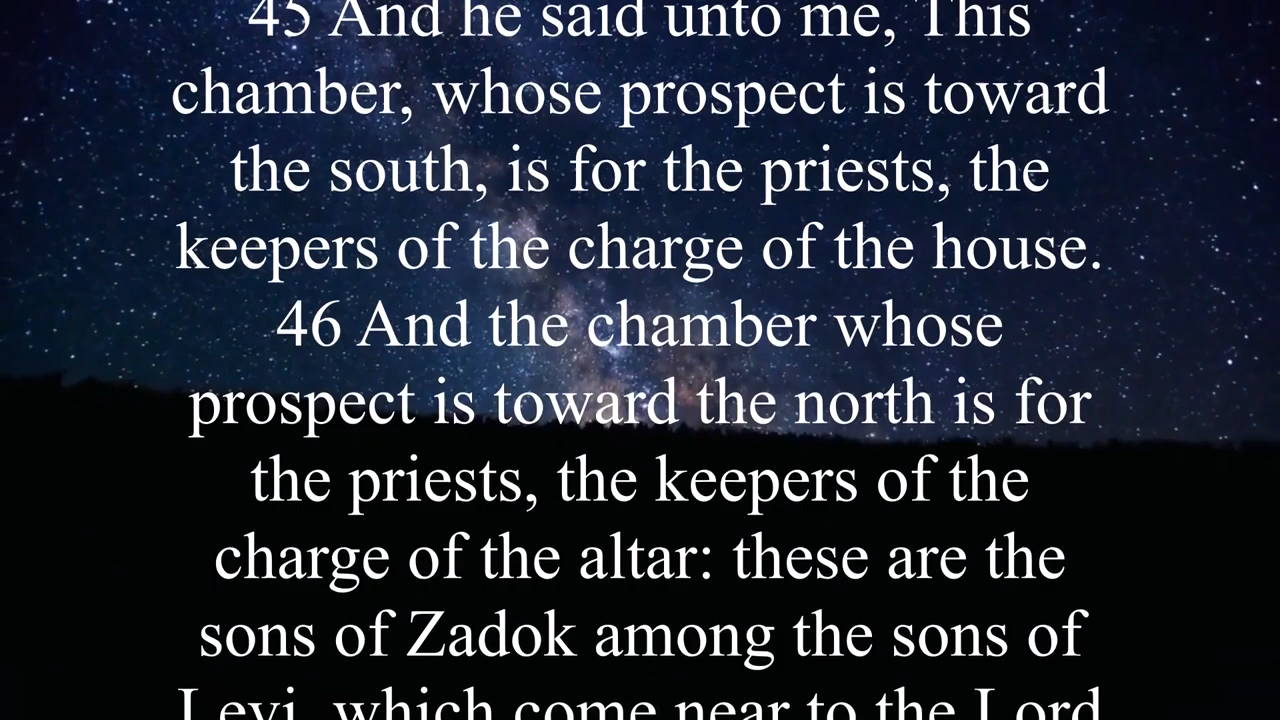 45 And he said unto me, This
chamber, whose prospect is toward
the south, is for the priests, the
keepers of the charge of the house.
46 And the chamber whose
prospect is toward the north is for
the priests, the keepers of the
charge of the altar: these are the
sons of Zadok among the sons of
Levi, which come near to the Lord